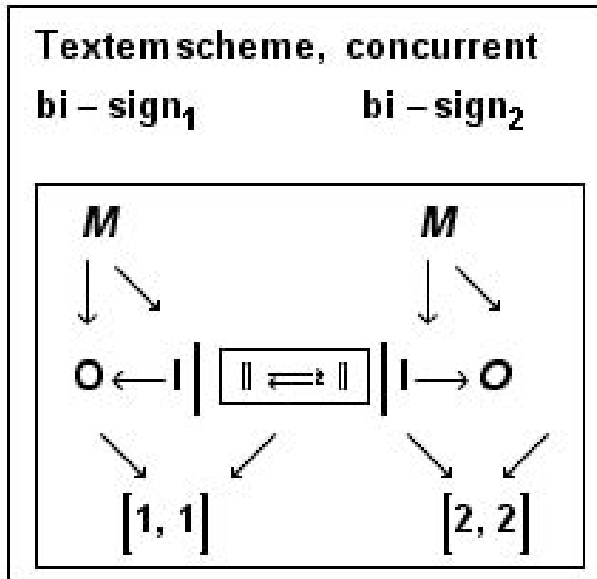 Textem scheme, concurrent
bi – sign₁ bi – sign₂
M M
O ← I | || ⇌ || | I → O
[1, 1] [2, 2]